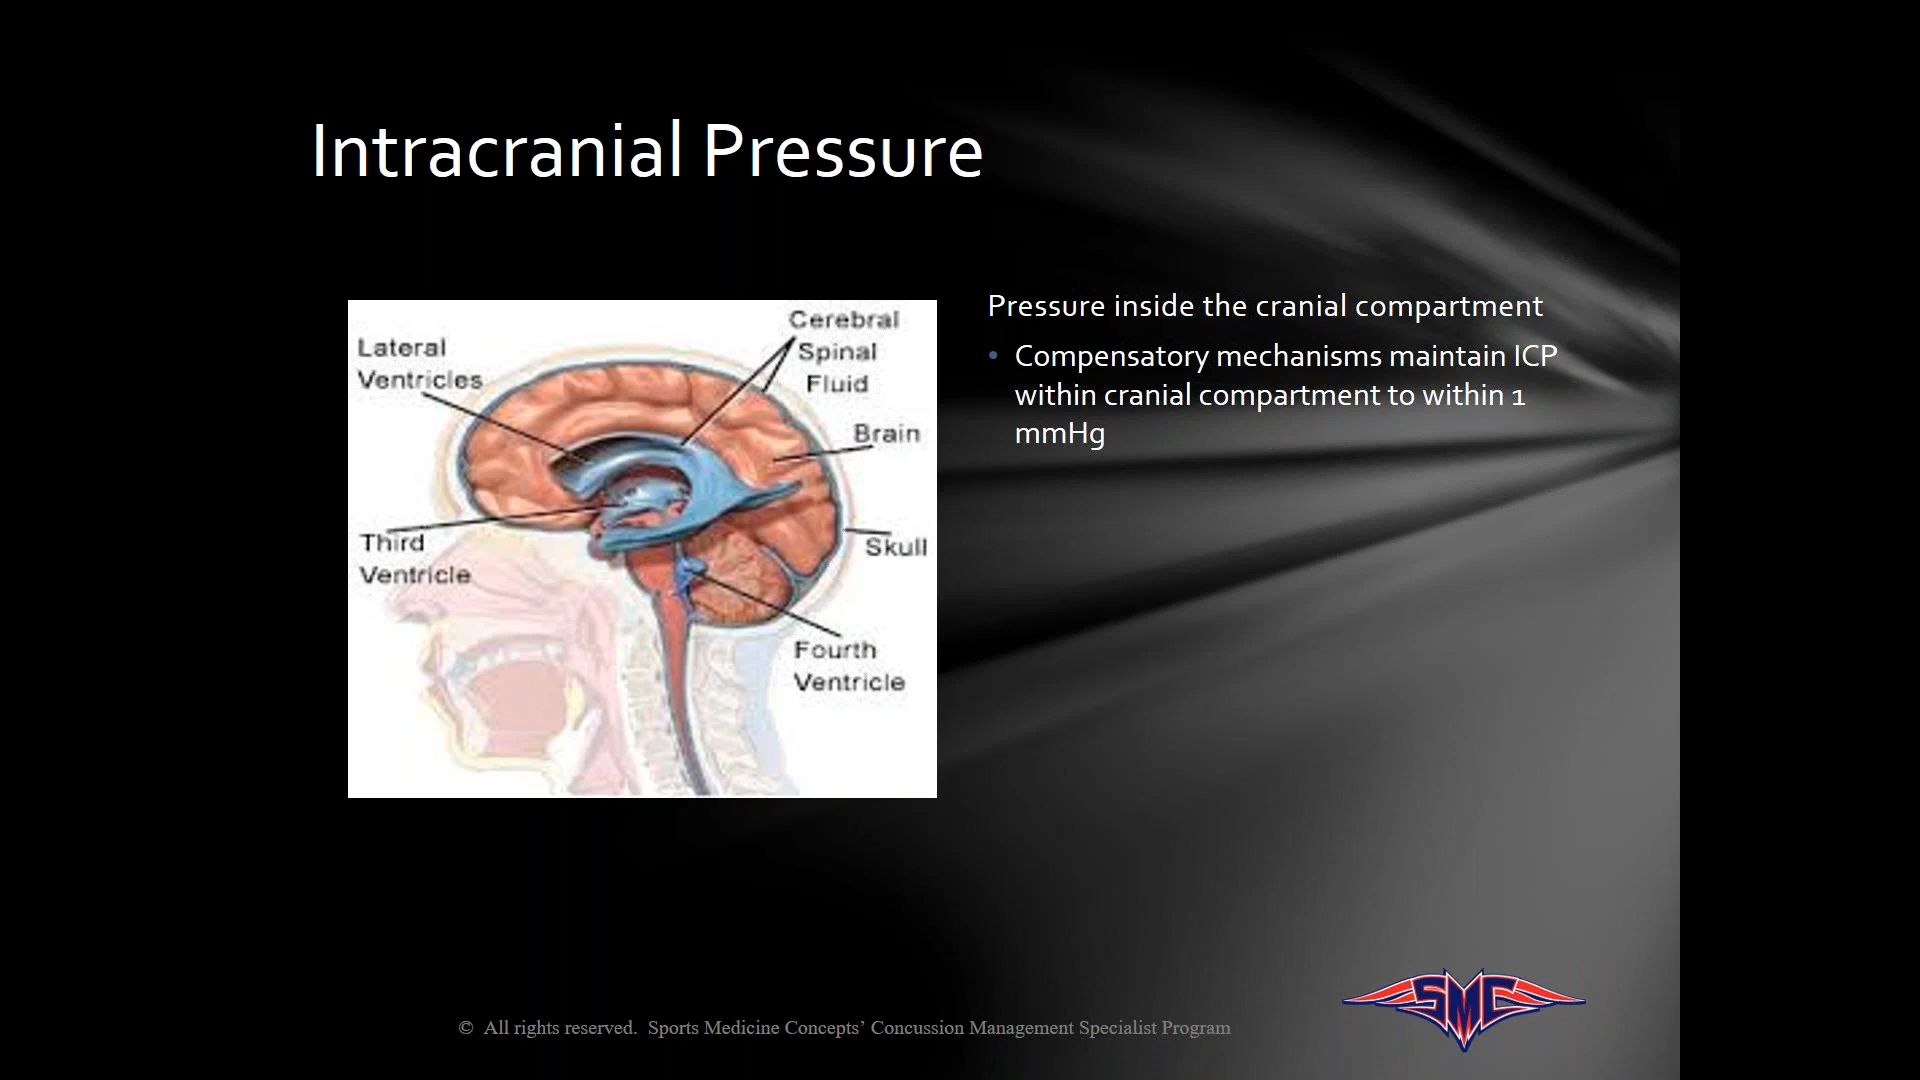 Intracranial Pressure
Cerebral
Spinal
Fluid
Lateral
Ventricles
Brain
Third
Ventricle
Skull
Fourth
Ventricle
Pressure inside the cranial compartment
• Compensatory mechanisms maintain ICP
within cranial compartment to within 1
mmHg
© All rights reserved. Sports Medicine Concepts’ Concussion Management Specialist Program
SMC